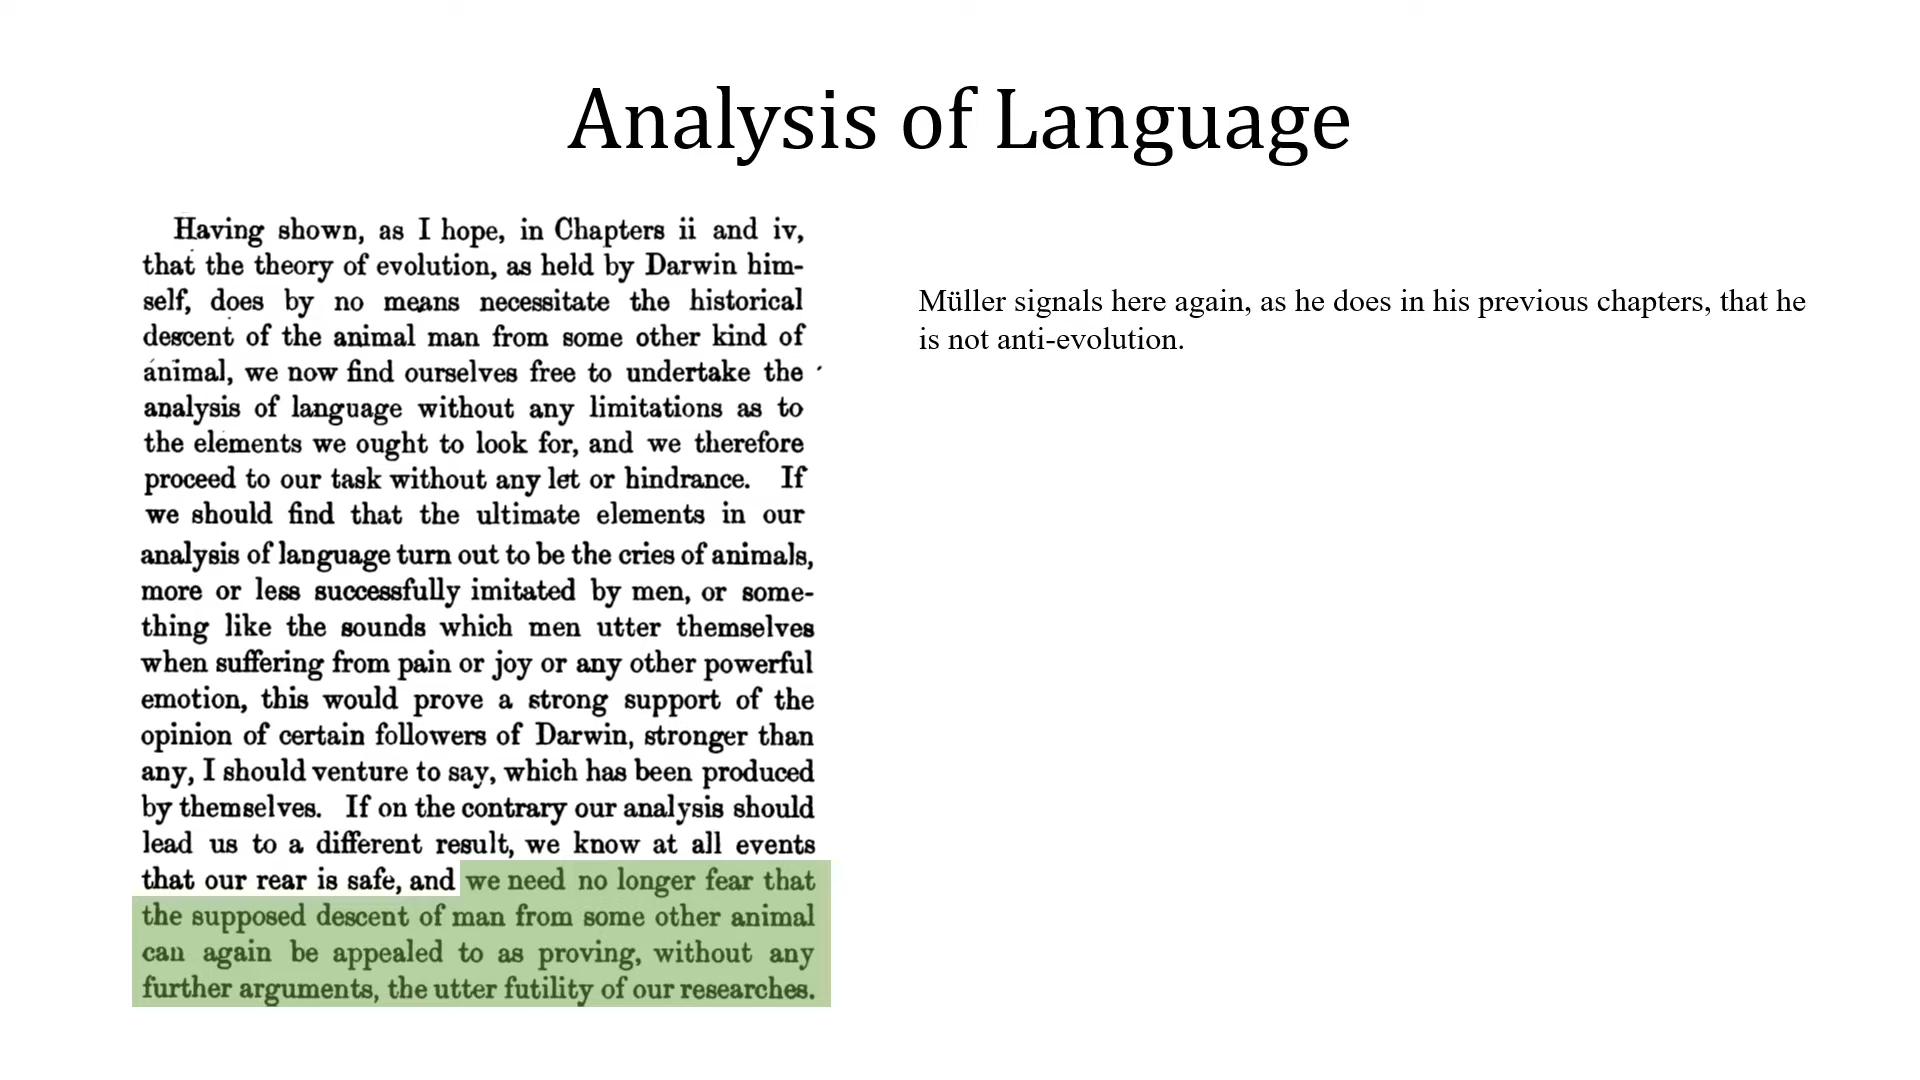 Analysis of Language
Having shown, as I hope, in Chapters ii and iv,
that the theory of evolution, as held by Darwin him-
self, does by no means necessitate the historical
descent of the animal man from some other kind of
animal, we now find ourselves free to undertake the
analysis of language without any limitations as to
the elements we ought to look for, and we therefore
proceed to our task without any let or hindrance. If
we should find that the ultimate elements in our
analysis of language turn out to be the cries of animals,
more or less successfully imitated by men, or some-
thing like the sounds which men utter themselves
when suffering from pain or joy or any other powerful
emotion, this would prove a strong support of the
opinion of certain followers of Darwin, stronger than
any, I should venture to say, which has been produced
by themselves. If on the contrary our analysis should
lead us to a different result, we know at all events
that our rear is safe, and we need no longer fear that
the supposed descent of man from some other animal
can again be appealed to as proving, without any
further arguments, the utter futility of our researches.
Müller signals here again, as he does in his previous chapters, that he
is not anti-evolution.